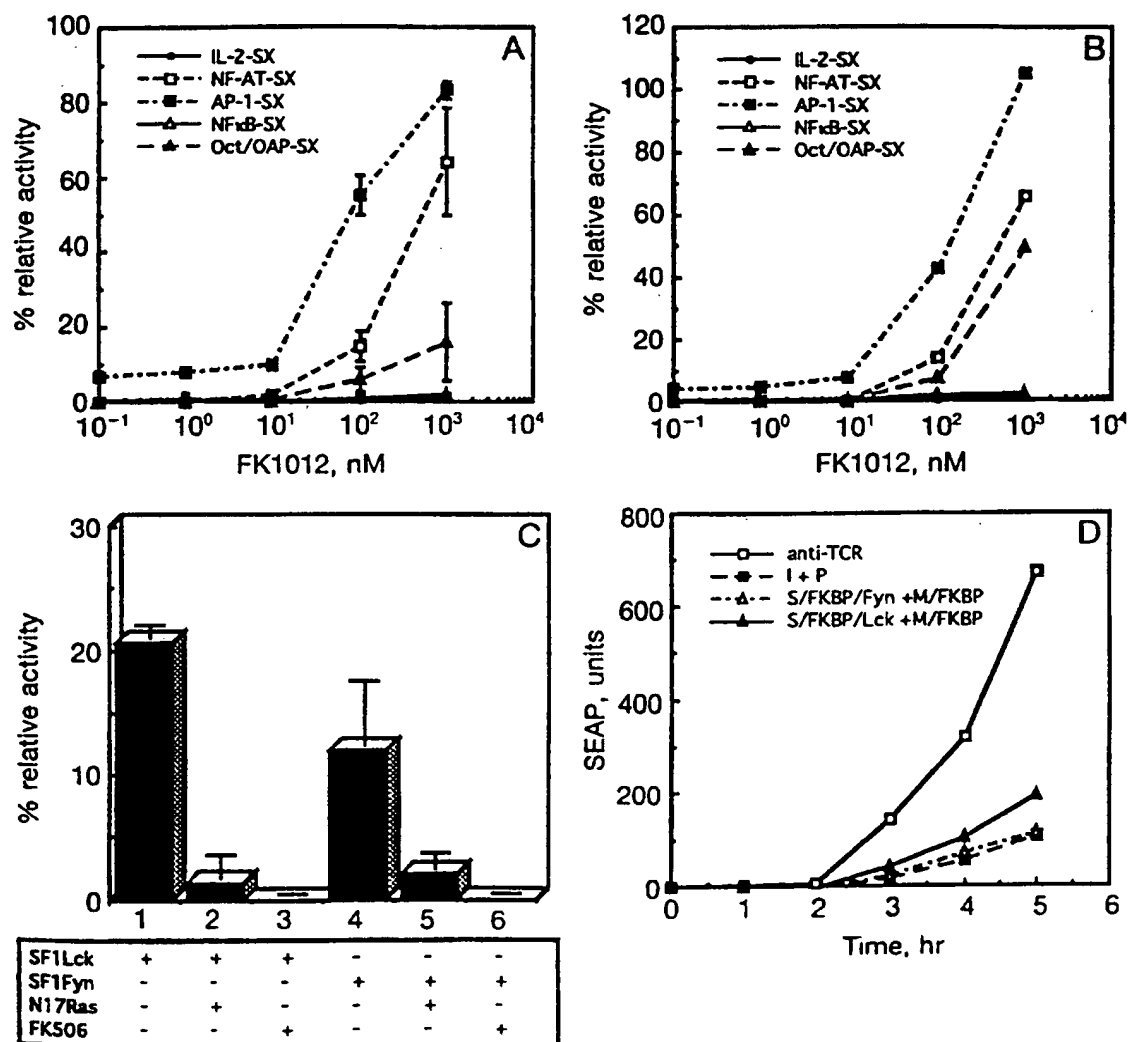 A
100
80
60
40
20
0
% relative activity
IL-2-SX
NF-AT-SX
AP-1-SX
NFκB-SX
Oct/OAP-SX
10⁻¹ 10⁰ 10¹ 10² 10³ 10⁴
FK1012, nM
B
120
100
80
60
40
20
0
% relative activity
IL-2-SX
NF-AT-SX
AP-1-SX
NFκB-SX
Oct/OAP-SX
10⁻¹ 10⁰ 10¹ 10² 10³ 10⁴
FK1012, nM
C
30
20
10
0
% relative activity
1 2 3 4 5 6
SF1Lck + + + - - -
SF1Fyn - - - + + +
N17Ras - + - - + -
FK506 - - + - - +
D
800
600
400
200
0
SEAP, units
anti-TCR
I + P
S/FKBP/Fyn +M/FKBP
S/FKBP/Lck +M/FKBP
0 1 2 3 4 5 6
Time, hr